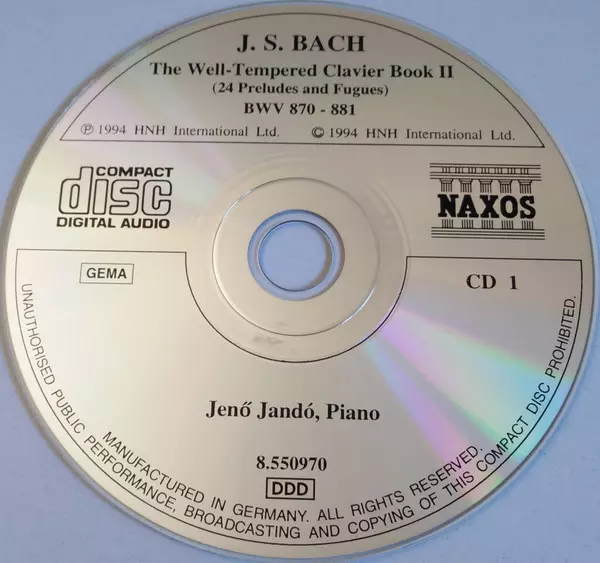 J. S. BACH
The Well-Tempered Clavier Book II
(24 Preludes and Fugues)
BWV 870 - 881
℗ 1994 HNH International Ltd. © 1994 HNH International Ltd.
COMPACT
disc
DIGITAL AUDIO
NAXOS
GEMA
CD 1
Jenő Jandó, Piano
8.550970
DDD
MANUFACTURED IN GERMANY. ALL RIGHTS RESERVED.
UNAUTHORISED PUBLIC PERFORMANCE, BROADCASTING AND COPYING OF THIS COMPACT DISC PROHIBITED.